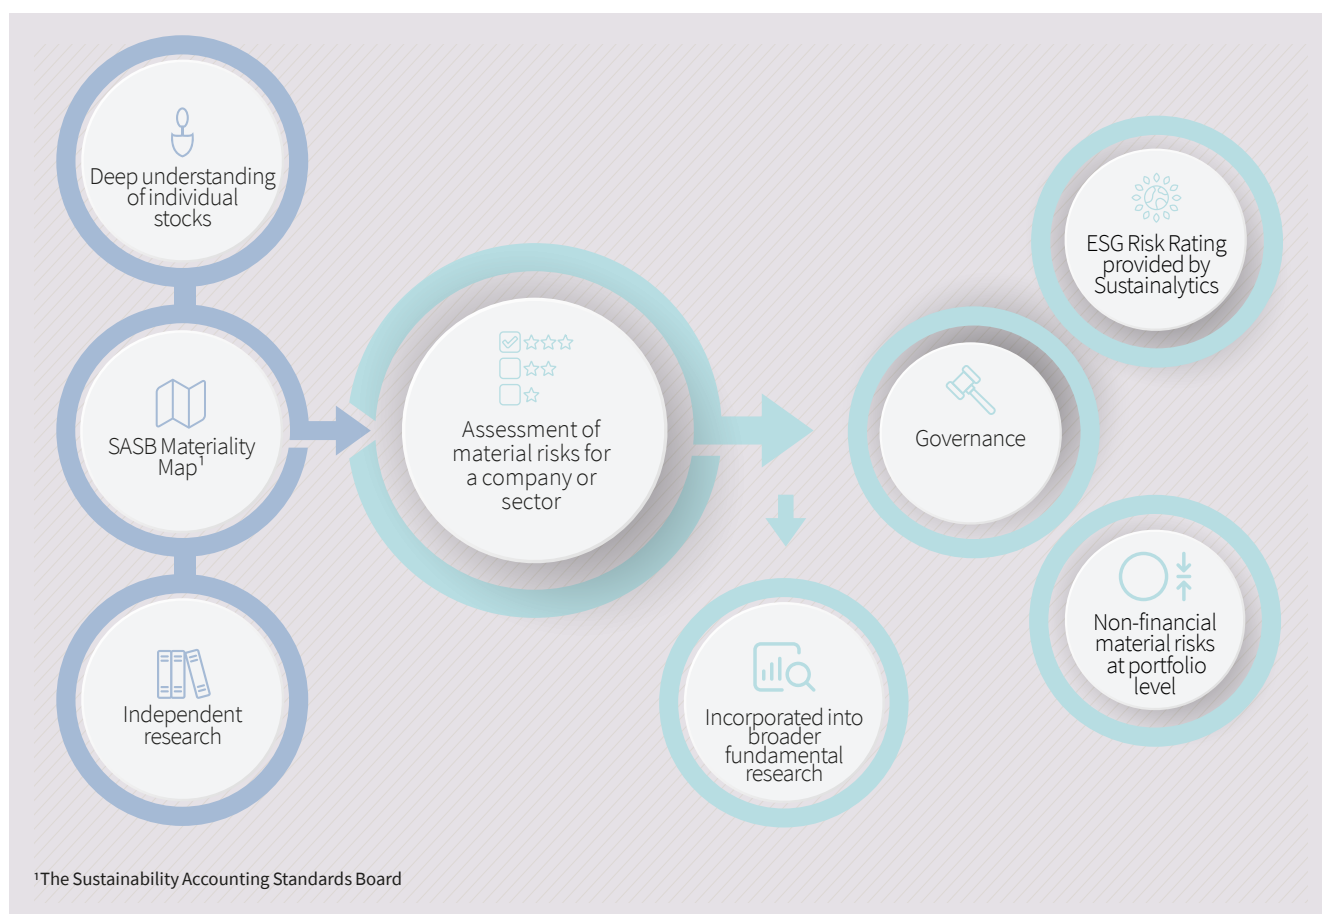 Deep understanding
of individual
stocks
SASB Materiality
Map¹
Independent
research
Assessment of
material risks for
a company or
sector
Incorporated into
broader
fundamental
research
Governance
ESG Risk Rating
provided by
Sustainalytics
Non-financial
material risks
at portfolio
level
¹The Sustainability Accounting Standards Board